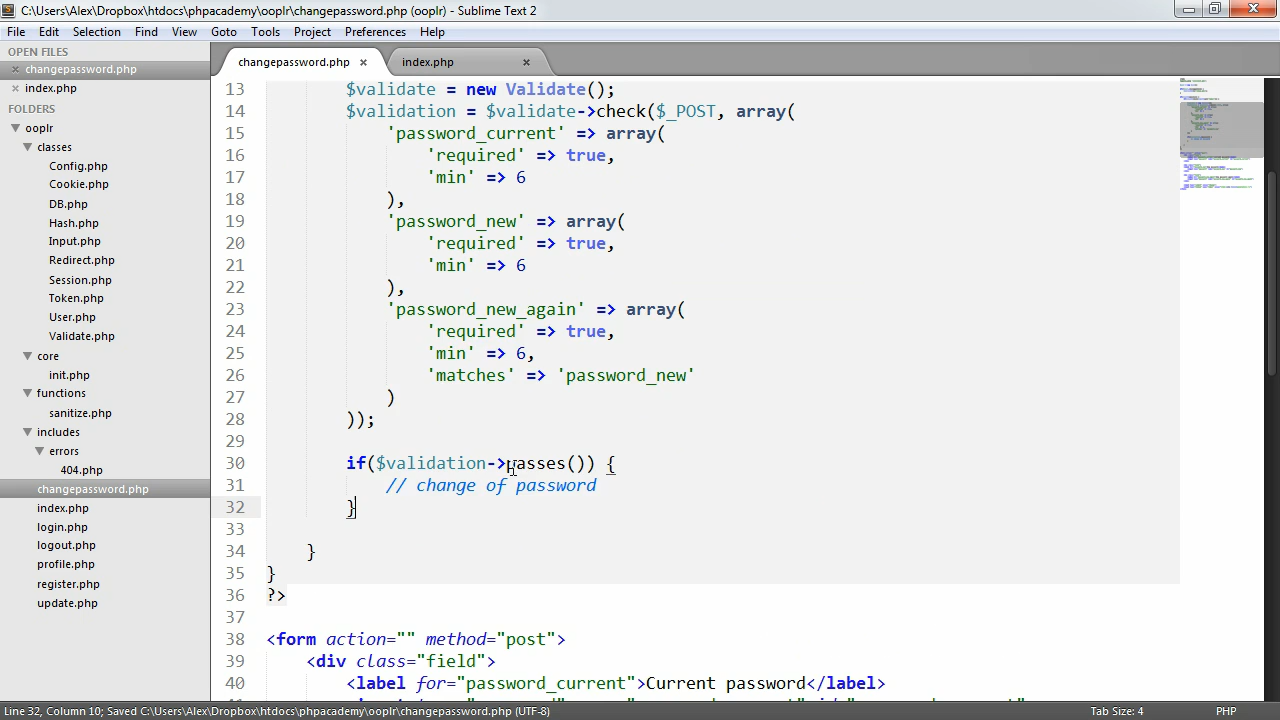 C:\Users\Alex\Dropbox\htdocs\phpacademy\ooplr\changepassword.php (ooplr) - Sublime Text 2
File Edit Selection Find View Goto Tools Project Preferences Help
OPEN FILES
changepassword.php
index.php
FOLDERS
ooplr
classes
Config.php
Cookie.php
DB.php
Hash.php
Input.php
Redirect.php
Session.php
Token.php
User.php
Validate.php
core
init.php
functions
sanitize.php
includes
errors
404.php
changepassword.php
index.php
login.php
logout.php
profile.php
register.php
update.php
changepassword.php index.php
13 $validate = new Validate();
14 $validation = $validate->check($_POST, array(
15 'password_current' => array(
16 'required' => true,
17 'min' => 6
18 ),
19 'password_new' => array(
20 'required' => true,
21 'min' => 6
22 ),
23 'password_new_again' => array(
24 'required' => true,
25 'min' => 6,
26 'matches' => 'password_new'
27 )
28 ));
29
30 if($validation->passes()) {
31 // change of password
32 }
33
34 }
35 }
36 ?>
37
38 <form action="" method="post">
39 <div class="field">
40 <label for="password_current">Current password</label>
Line 32, Column 10; Saved C:\Users\Alex\Dropbox\htdocs\phpacademy\ooplr\changepassword.php (UTF-8) Tab Size: 4 PHP